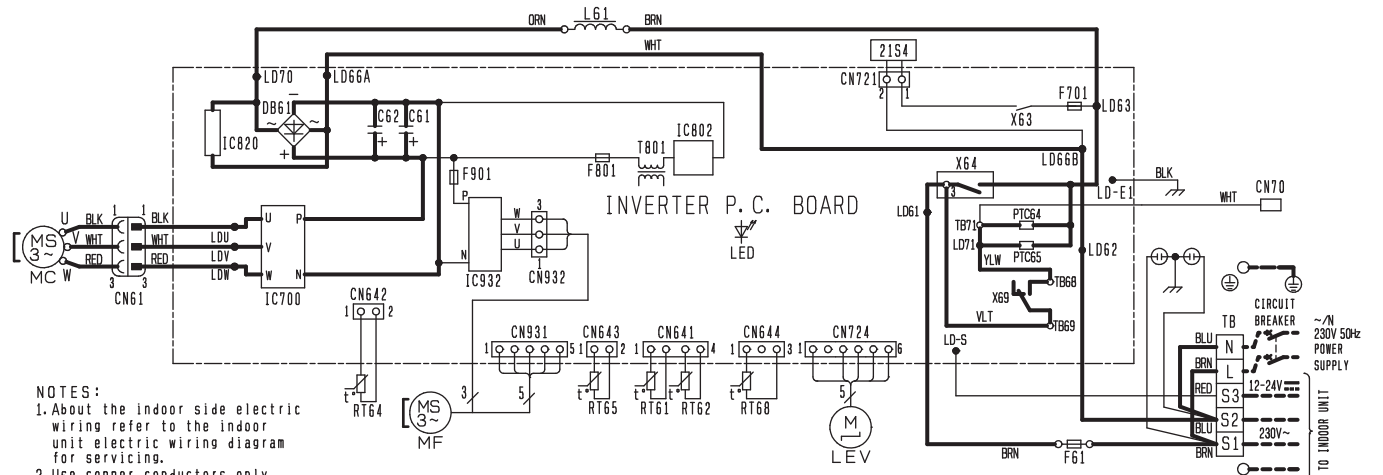 ORN
L61
BRN
WHT
21S4
CN721
2
1
LD70
LD66A
F701
LD63
X63
DB61
−
~
~
+
C62
C61
+
+
IC820
T801
IC802
F801
LD66B
X64
3
LD-E1
BLK
WHT
CN70
F901
INVERTER P. C. BOARD
LED
LD61
TB71
PTC64
LD71
PTC65
LD62
YLW
X69
TB68
VLT
TB69
U
BLK
1
1
BLK
LDU
U
P
V
WHT
WHT
LDV
V
RED
RED
LDW
W
N
W
3
3
MS
3~
MC
CN61
IC700
P
N
IC932
W
V
U
3
1
CN932
CN642
1
2
t°
RT64
CN931
1
5
CN643
1
2
CN641
1
4
CN644
1
3
CN724
1
6
LD-S
3
5
t°
RT65
t°
t°
RT61
RT62
t°
RT68
5
M
LEV
MS
3~
MF
CIRCUIT
BREAKER
~/N
230V 50Hz
POWER
SUPPLY
TB
BLU
N
BRN
L
RED
S3
12-24V
S2
BLU
230V~
S1
BRN
BRN
F61
TO INDOOR UNIT
NOTES:
1. About the indoor side electric
wiring refer to the indoor
unit electric wiring diagram
for servicing.
2. Use copper conductors only